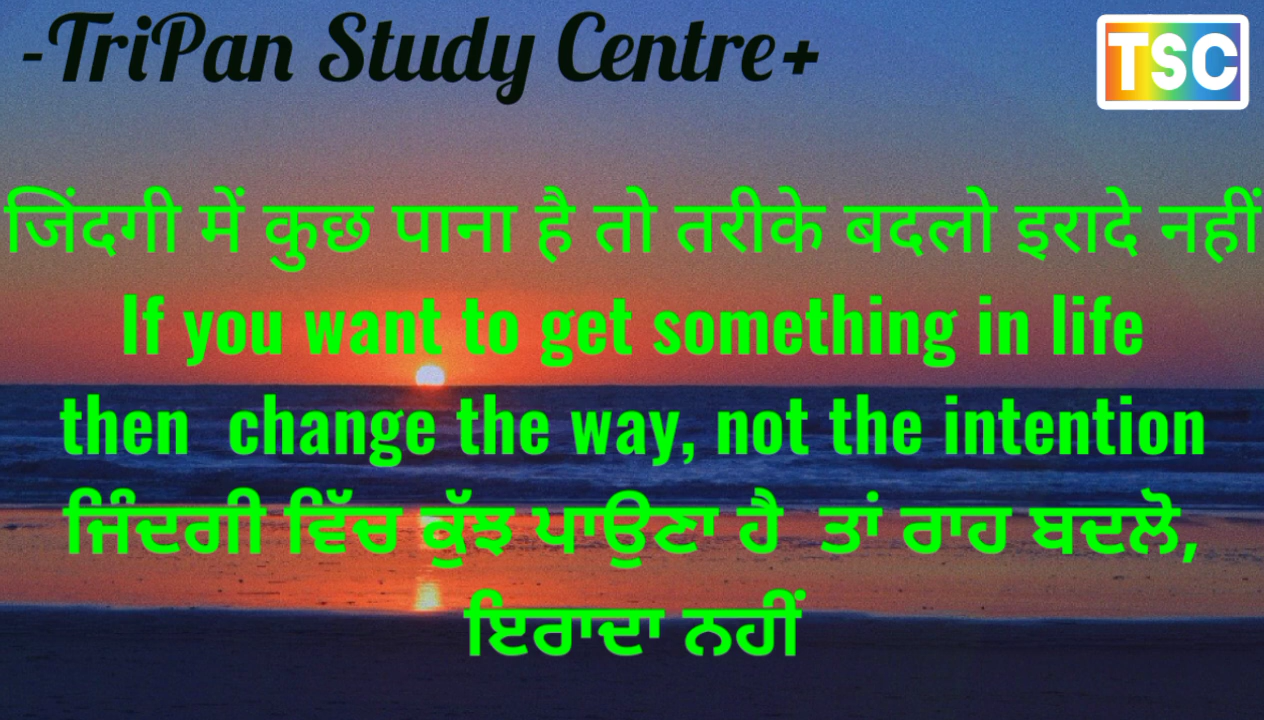 -TriPan Study Centre+
TSC
जिंदगी में कुछ पाना है तो तरीके बदलो इरादे नहीं
If you want to get something in life
then change the way, not the intention
ਜਿੰਦਗੀ ਵਿੱਚ ਕੁੱਝ ਪਾਉਣਾ ਹੈ ਤਾਂ ਰਾਹ ਬਦਲੋ,
ਇਰਾਦਾ ਨਹੀਂ